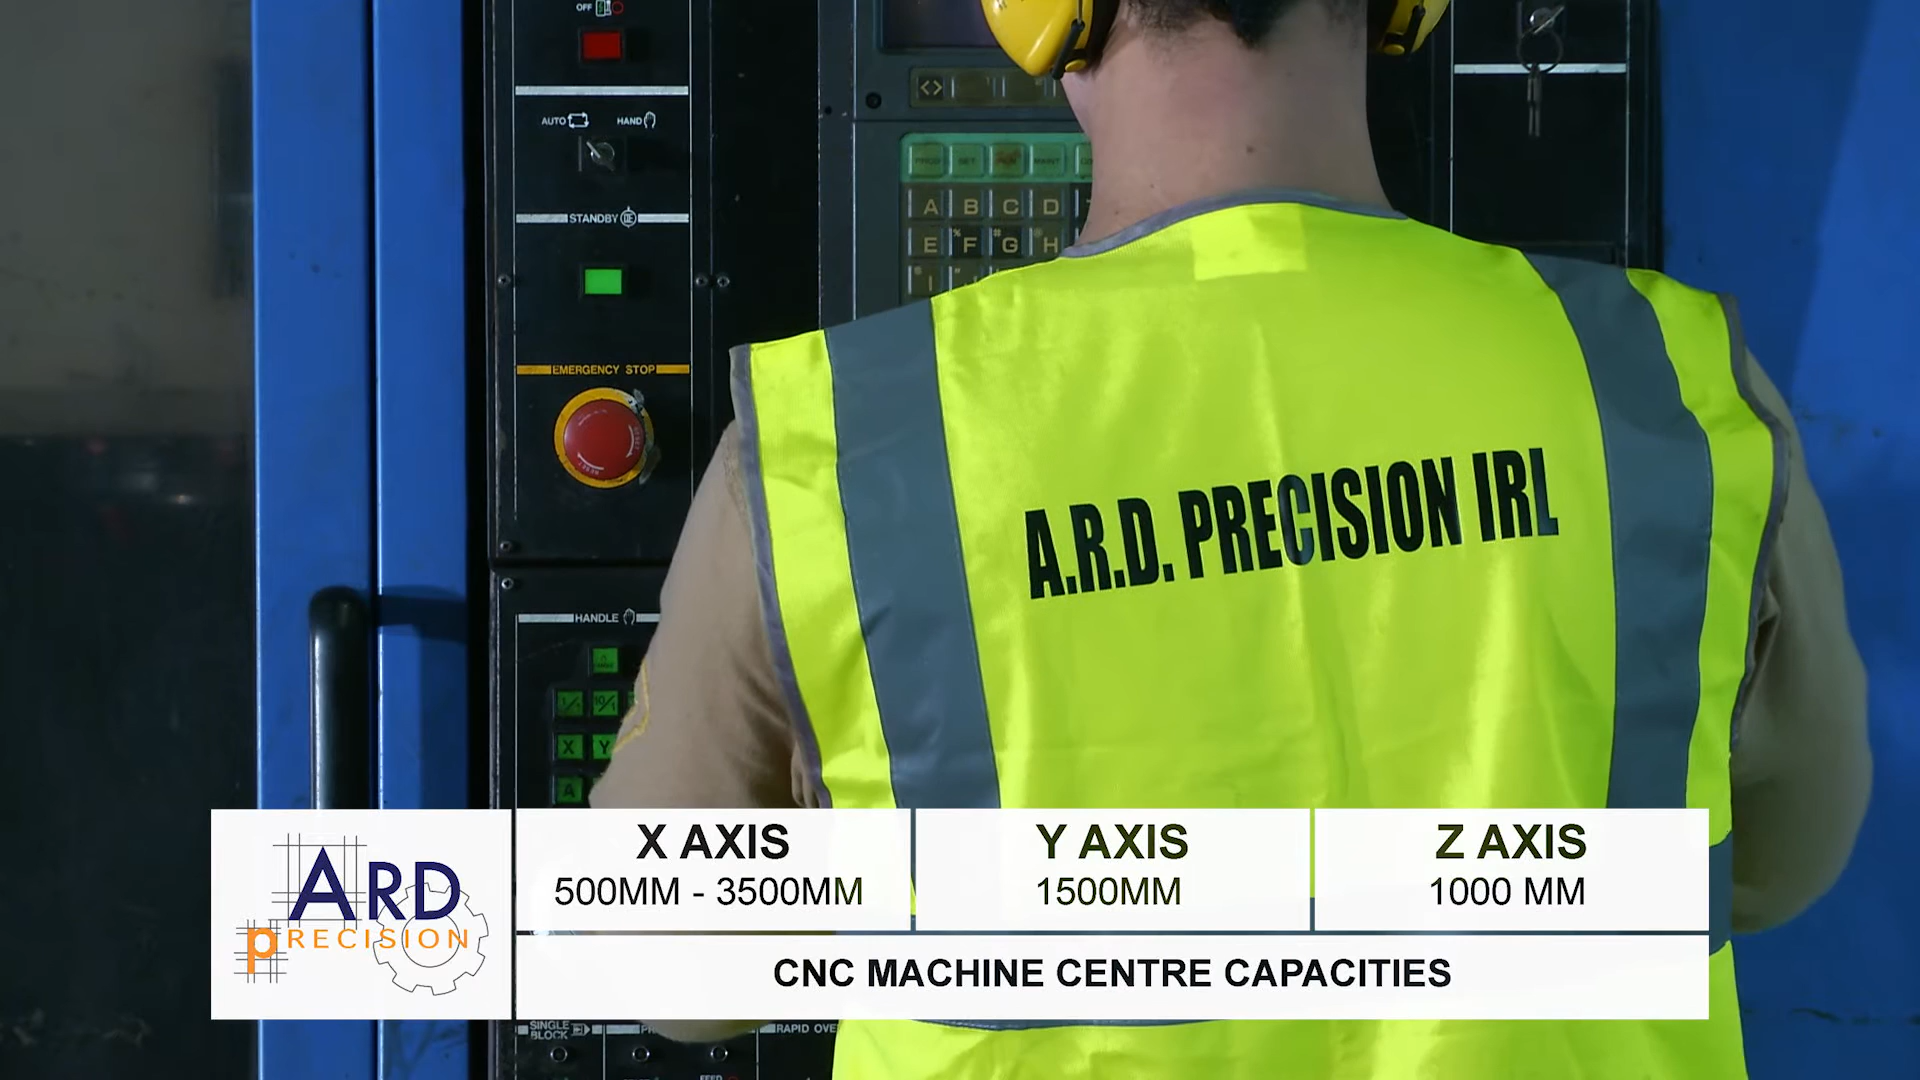 OFF
AUTO HAND
STANDBY
EMERGENCY STOP
A B C D
E F G H
I
A.R.D. PRECISION IRL
HANDLE
X Y
A
ARD
PRECISION
X AXIS
500MM - 3500MM
Y AXIS
1500MM
Z AXIS
1000 MM
CNC MACHINE CENTRE CAPACITIES
SINGLE
BLOCK
RAPID OVE
FEED